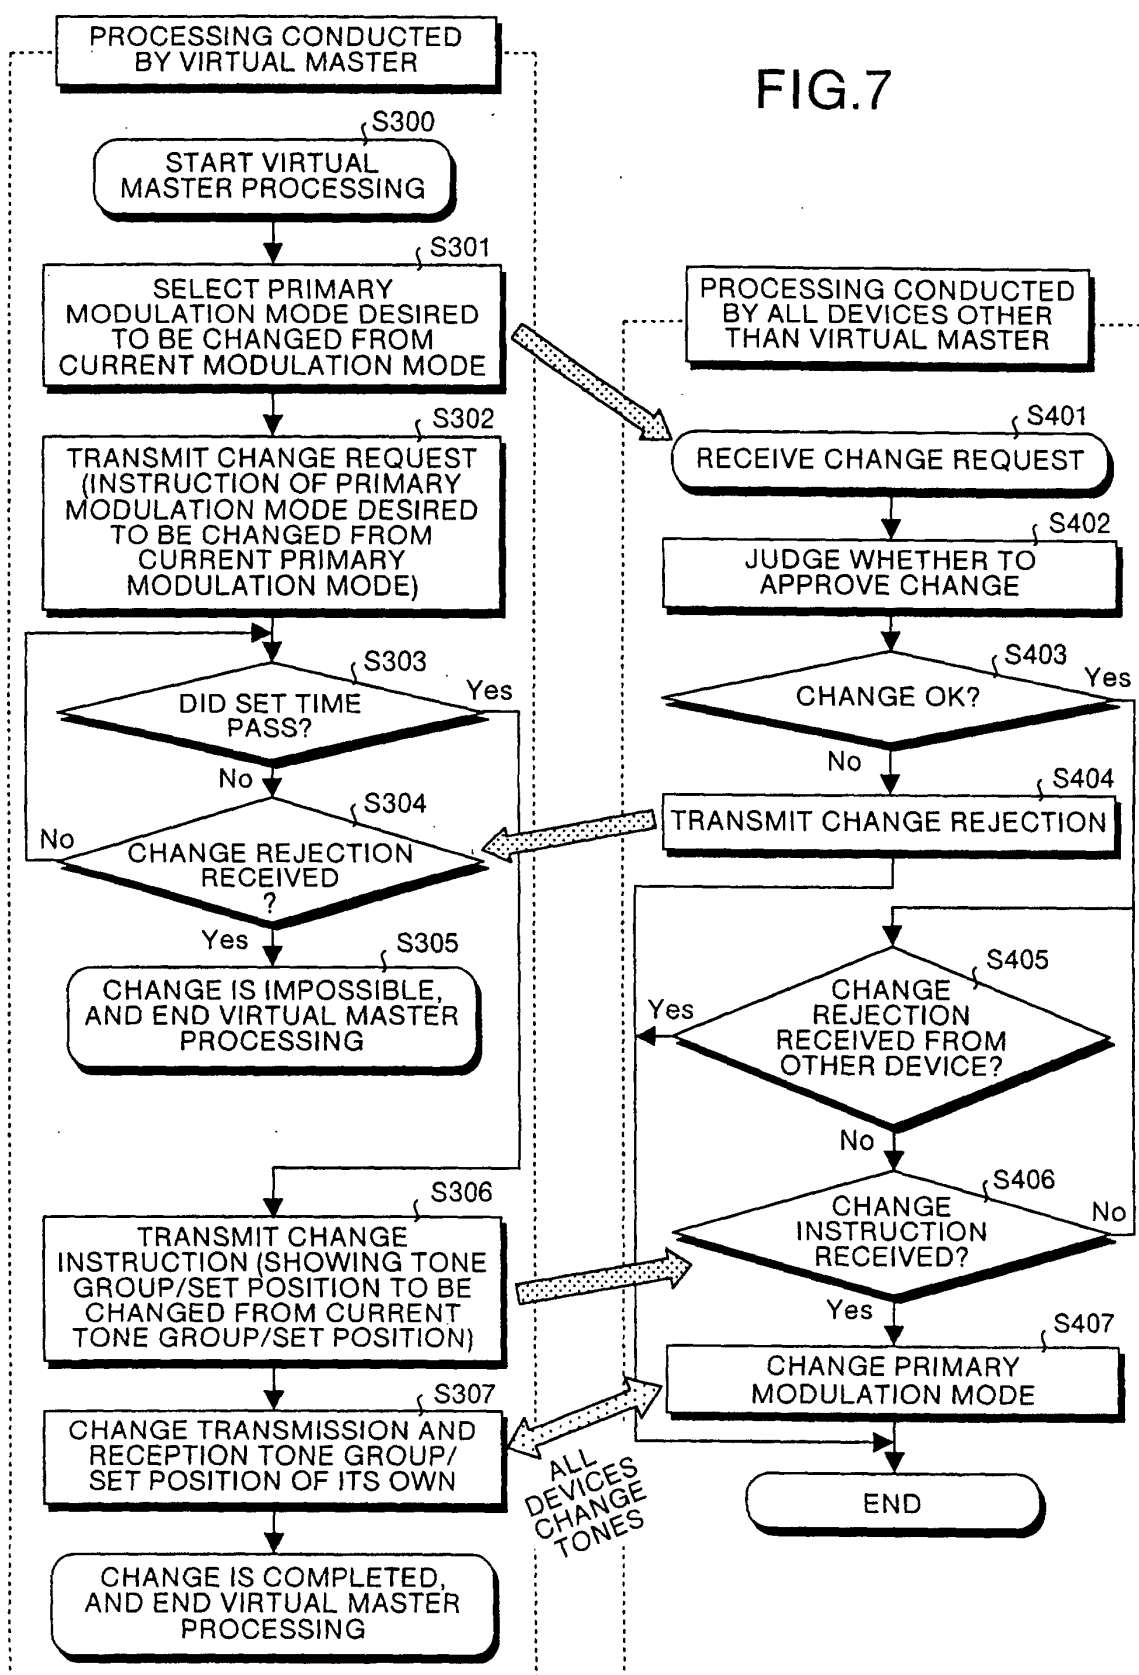 PROCESSING CONDUCTED
BY VIRTUAL MASTER
FIG.7
S300
START VIRTUAL
MASTER PROCESSING
S301
SELECT PRIMARY
MODULATION MODE DESIRED
TO BE CHANGED FROM
CURRENT MODULATION MODE
S302
TRANSMIT CHANGE REQUEST
(INSTRUCTION OF PRIMARY
MODULATION MODE DESIRED
TO BE CHANGED FROM
CURRENT PRIMARY
MODULATION MODE)
S303
DID SET TIME
PASS?
Yes
No
S304
CHANGE REJECTION
RECEIVED
?
No
Yes
S305
CHANGE IS IMPOSSIBLE,
AND END VIRTUAL MASTER
PROCESSING
S306
TRANSMIT CHANGE
INSTRUCTION (SHOWING TONE
GROUP/SET POSITION TO BE
CHANGED FROM CURRENT
TONE GROUP/SET POSITION)
S307
CHANGE TRANSMISSION AND
RECEPTION TONE GROUP/
SET POSITION OF ITS OWN
CHANGE IS COMPLETED,
AND END VIRTUAL MASTER
PROCESSING
ALL
DEVICES
CHANGE
TONES
PROCESSING CONDUCTED
BY ALL DEVICES OTHER
THAN VIRTUAL MASTER
S401
RECEIVE CHANGE REQUEST
S402
JUDGE WHETHER TO
APPROVE CHANGE
S403
CHANGE OK?
Yes
No
S404
TRANSMIT CHANGE REJECTION
S405
CHANGE
REJECTION
RECEIVED FROM
OTHER DEVICE?
Yes
No
S406
CHANGE
INSTRUCTION
RECEIVED?
No
Yes
S407
CHANGE PRIMARY
MODULATION MODE
END